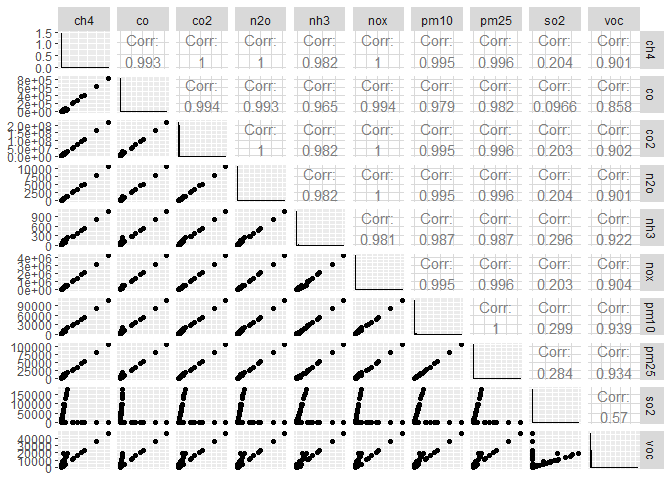 ch4 co co2 n2o nh3 nox pm10 pm25 so2 voc
1.5
1.0
0.5
0.0
Corr: Corr: Corr: Corr: Corr: Corr: Corr: Corr: Corr:
0.993 1 1 0.982 1 0.995 0.996 0.204 0.901
ch4
8e+05
6e+05
4e+05
2e+05
0e+00
Corr: Corr: Corr: Corr: Corr: Corr: Corr: Corr:
0.994 0.993 0.965 0.994 0.979 0.982 0.0966 0.858
co
2.0e+08
1.5e+08
1.0e+08
5.0e+07
0.0e+00
Corr: Corr: Corr: Corr: Corr: Corr: Corr:
1 0.982 1 0.995 0.996 0.203 0.902
co2
10000
7500
5000
2500
0
Corr: Corr: Corr: Corr: Corr: Corr:
0.982 1 0.995 0.996 0.204 0.901
n2o
900
600
300
0
Corr: Corr: Corr: Corr: Corr:
0.981 0.987 0.987 0.296 0.922
nh3
4e+06
3e+06
2e+06
1e+06
0e+00
Corr: Corr: Corr: Corr:
0.995 0.996 0.203 0.904
nox
90000
60000
30000
0
Corr: Corr: Corr:
1 0.299 0.939
pm10
100000
75000
50000
25000
0
Corr: Corr:
0.284 0.934
pm25
150000
100000
50000
0
Corr:
0.57
so2
40000
30000
20000
10000
0
voc